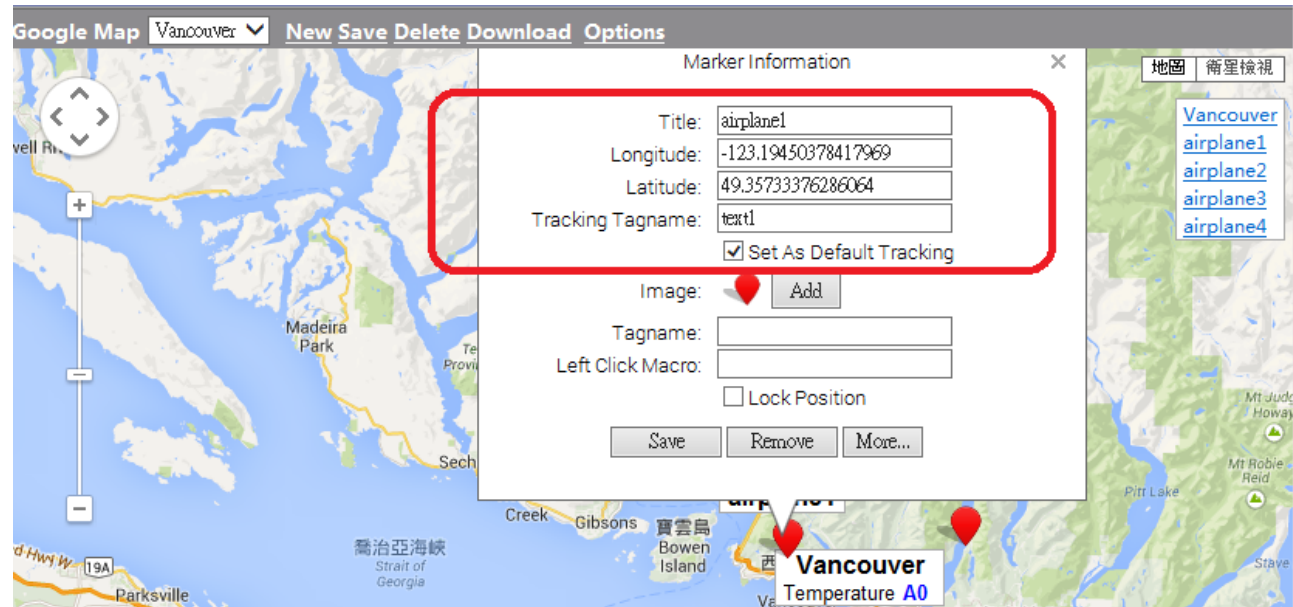 Google Map Vancouver New Save Delete Download Options
Marker Information ×
地圖 衛星檢視
Title: airplane1
Longitude: -123.19450378417969
Latitude: 49.35733376286064
Tracking Tagname: text1
Set As Default Tracking
Image: Add
Tagname:
Left Click Macro:
Lock Position
Save Remove More...
Vancouver
airplane1
airplane2
airplane3
airplane4
Madeira
Park
Creek
Gibsons
寶雲島
Bowen
Island
喬治亞海峽
Strait of
Georgia
19A
Parksville
Pitt Lake
Mt Robie
Reid
Stave
airplane1
Vancouver
Temperature A0